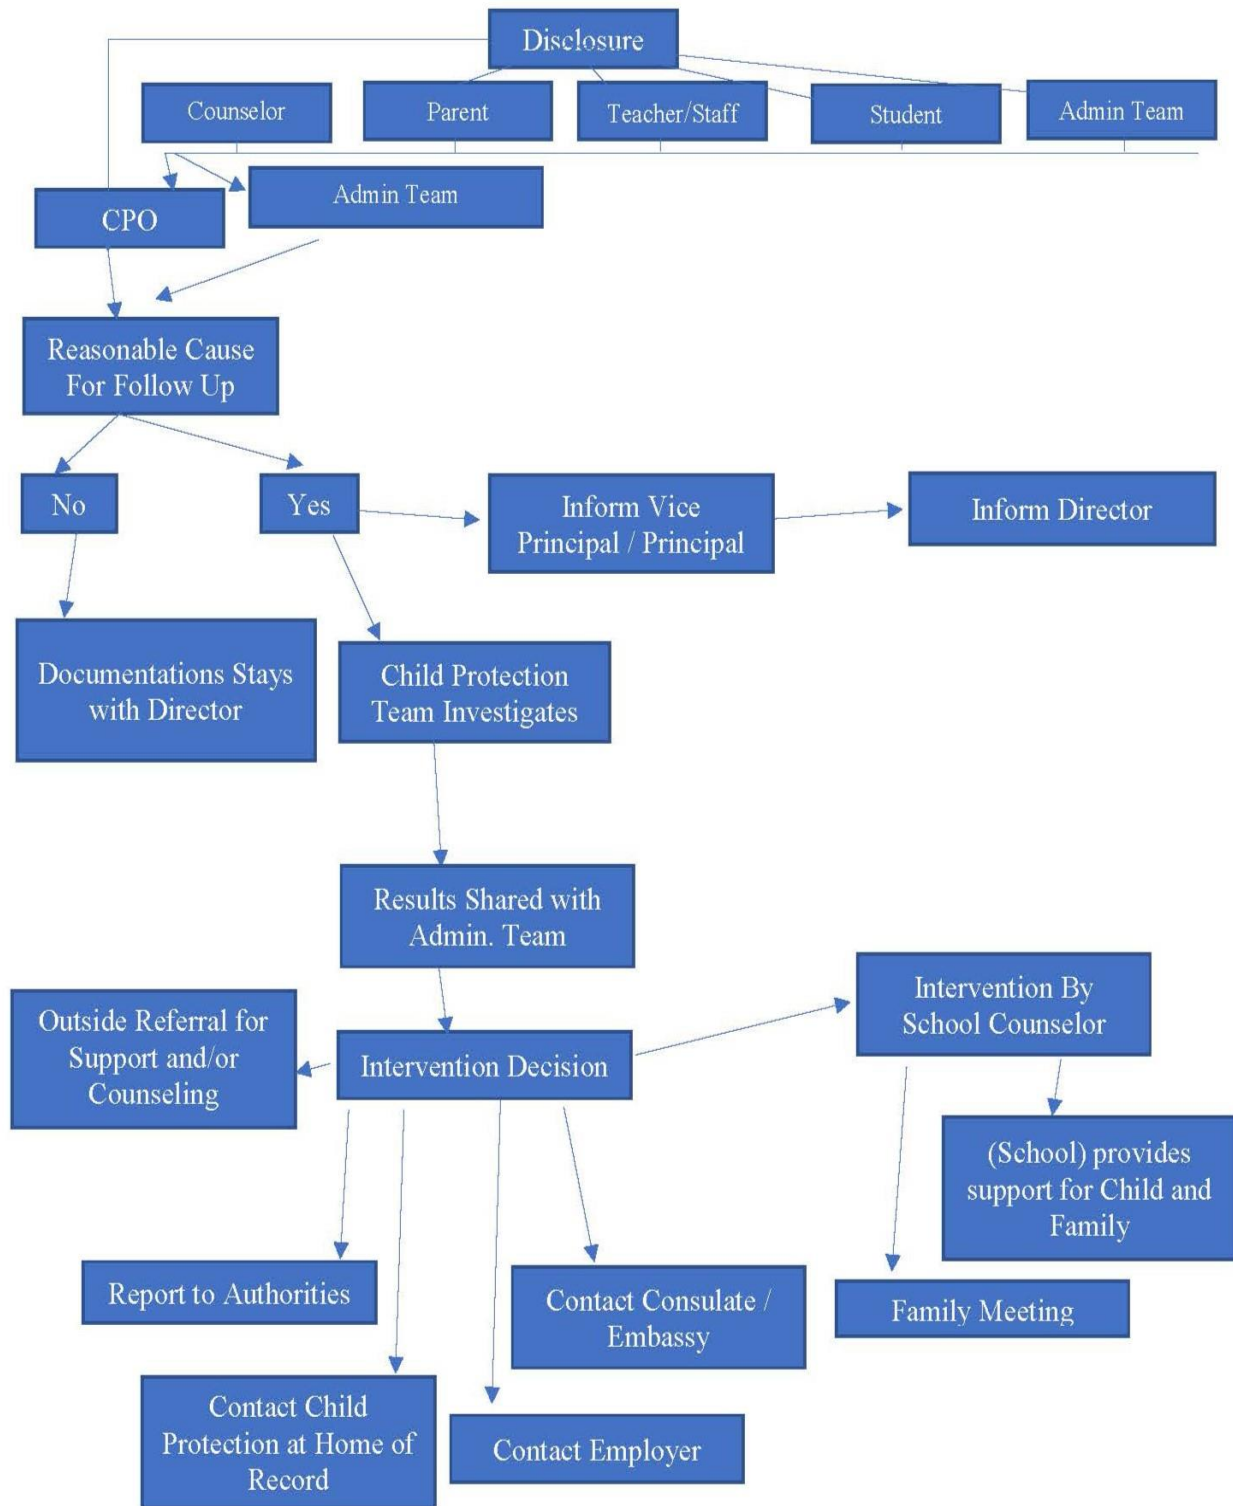 Disclosure
Counselor
Parent
Teacher/Staff
Student
Admin Team
CPO
Admin Team
Reasonable Cause
For Follow Up
No
Yes
Inform Vice
Principal / Principal
Inform Director
Documentations Stays
with Director
Child Protection
Team Investigates
Results Shared with
Admin. Team
Outside Referral for
Support and/or
Counseling
Intervention Decision
Intervention By
School Counselor
(School) provides
support for Child and
Family
Report to Authorities
Contact Consulate /
Embassy
Family Meeting
Contact Child
Protection at Home of
Record
Contact Employer